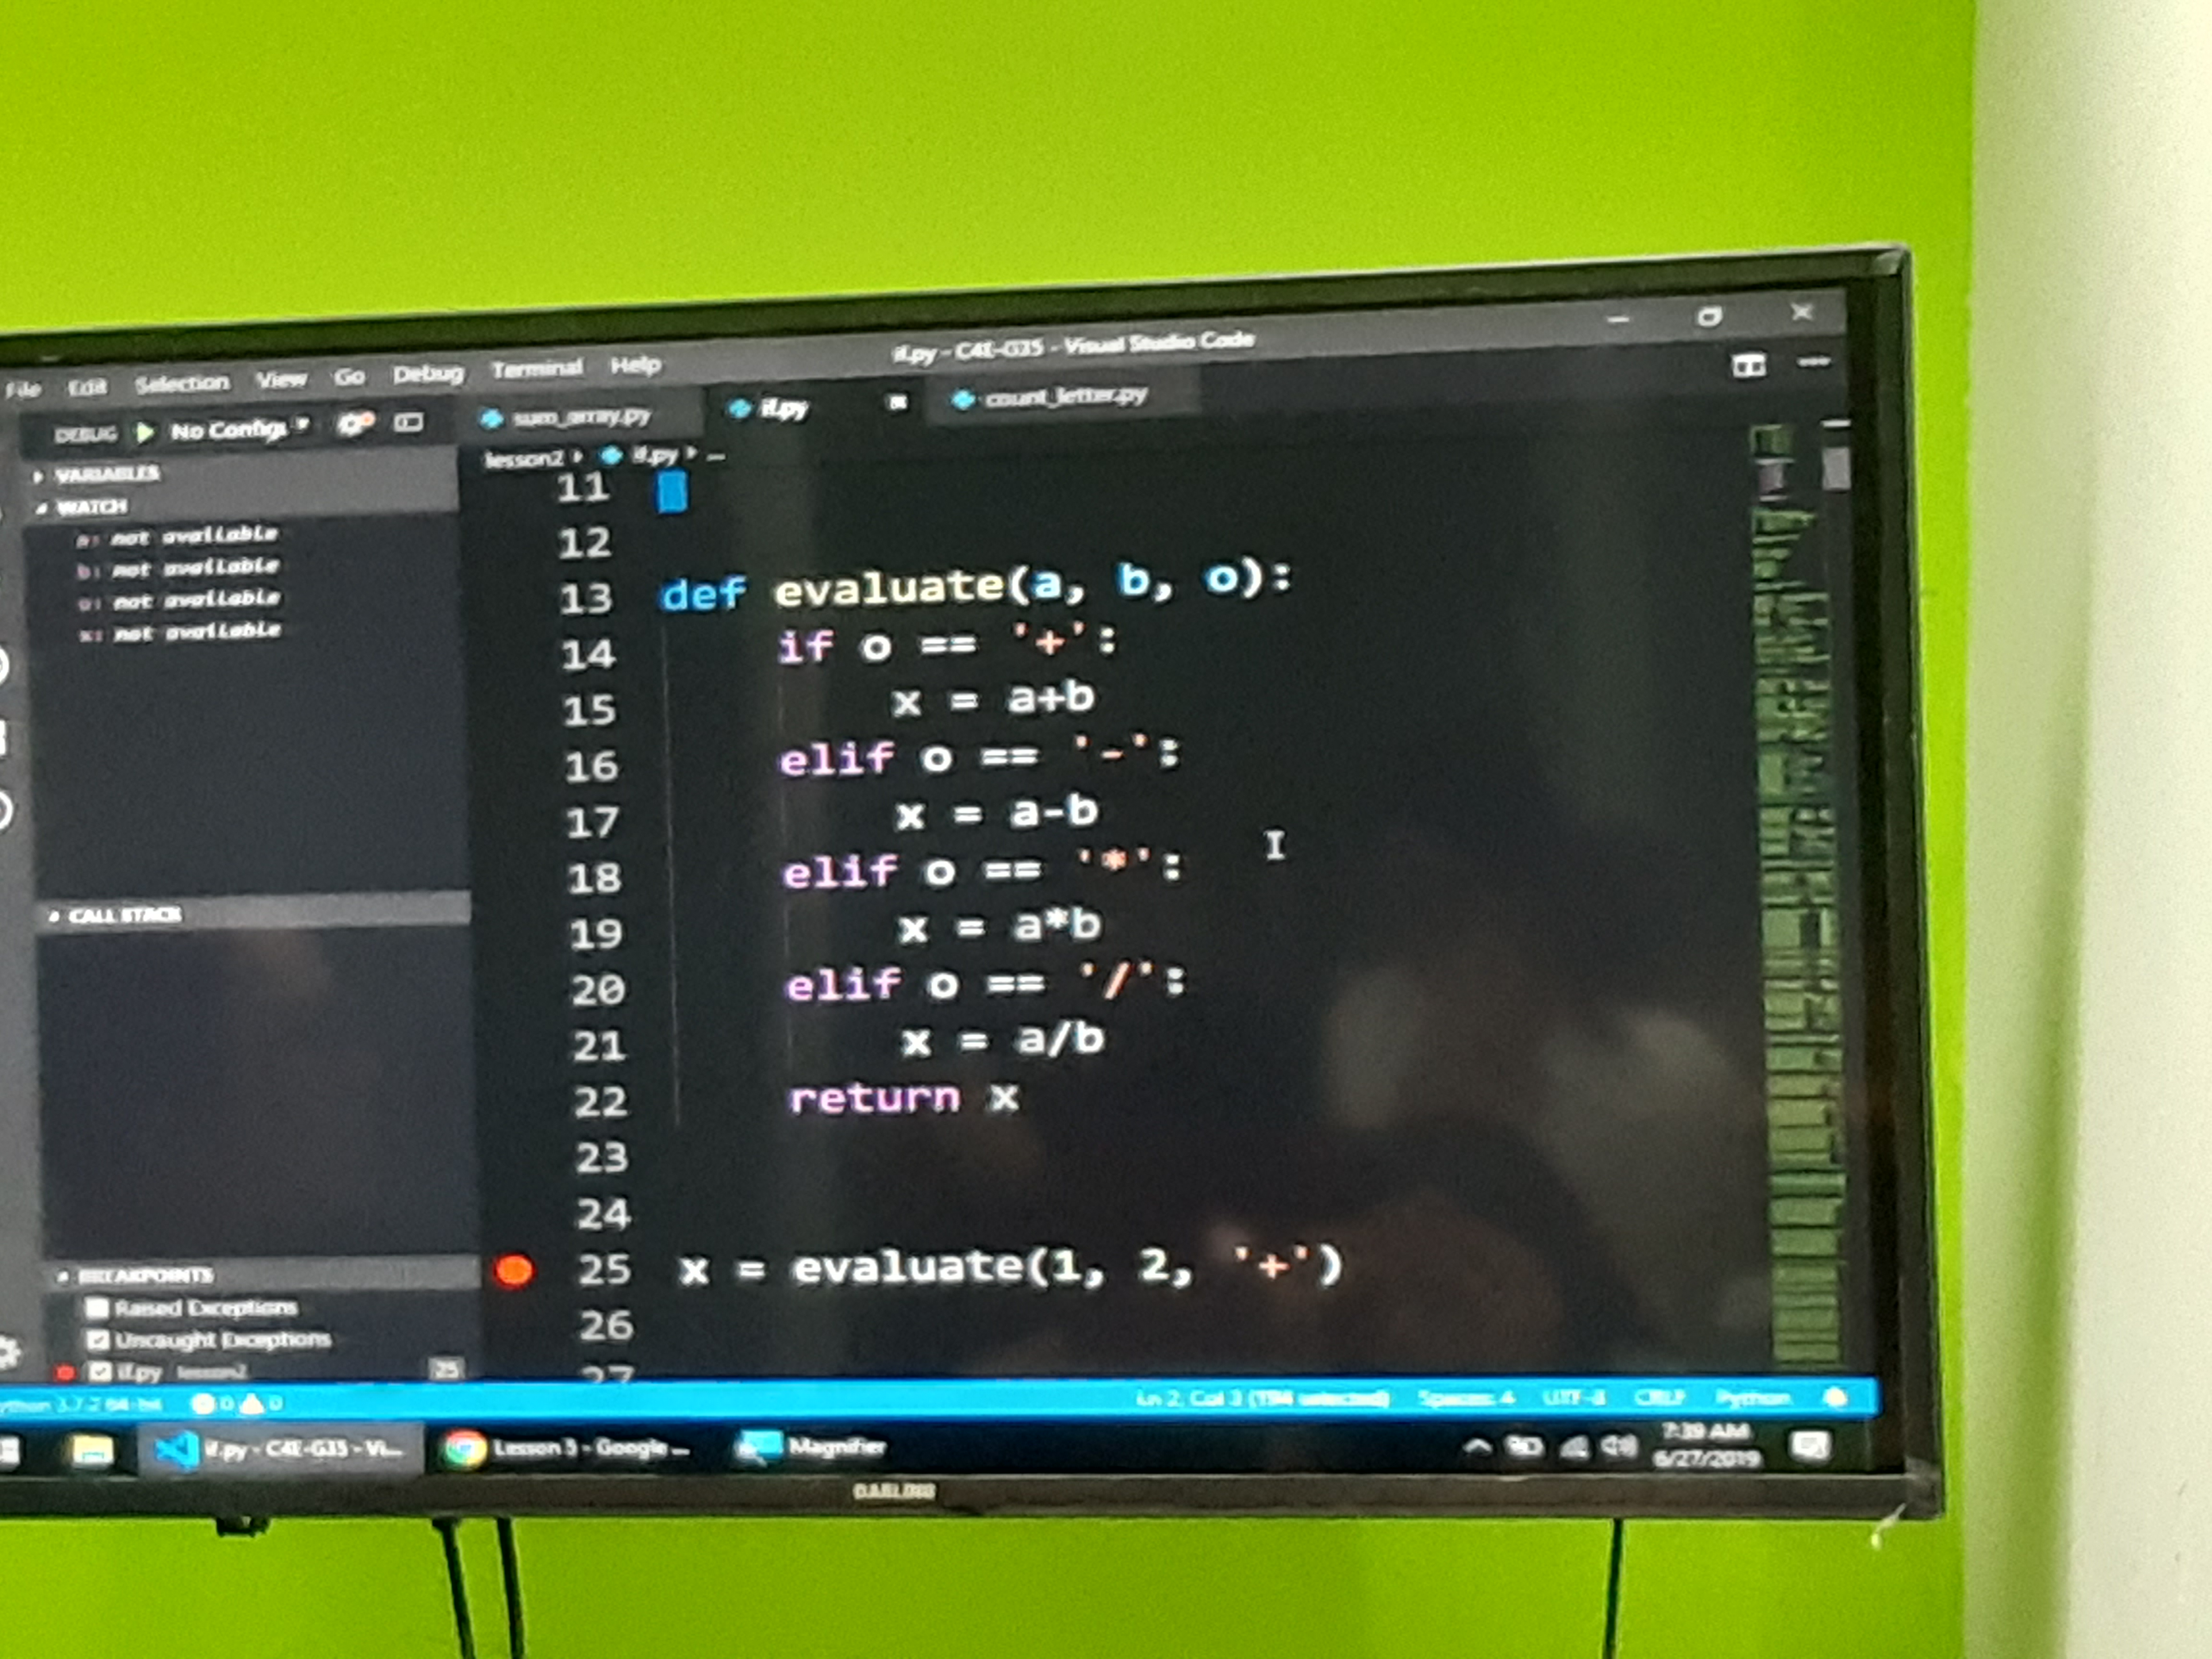 if.py - C4E-G35 - Visual Studio Code
File Edit Selection View Go Debug Terminal Help
DEBUG No Configu
sum_array.py if.py count_letter.py
lesson2 if.py ...
VARIABLES
WATCH
a: not available
b: not available
o: not available
x: not available
CALL STACK
BREAKPOINTS
Raised Exceptions
Uncaught Exceptions
if.py lesson2 25
11
12
13 def evaluate(a, b, o):
14 if o == '+':
15 x = a+b
16 elif o == '-':
17 x = a-b
18 elif o == '*':
19 x = a*b
20 elif o == '/':
21 x = a/b
22 return x
23
24
25 x = evaluate(1, 2, '+')
26
27
ython 3.7.2 64-bit 0 0 Ln 2, Col 3 (194 selected) Spaces: 4 UTF-8 CRLF Python
if.py - C4E-G35 - Vi... Lesson 3 - Google ... Magnifier
7:39 AM
6/27/2019